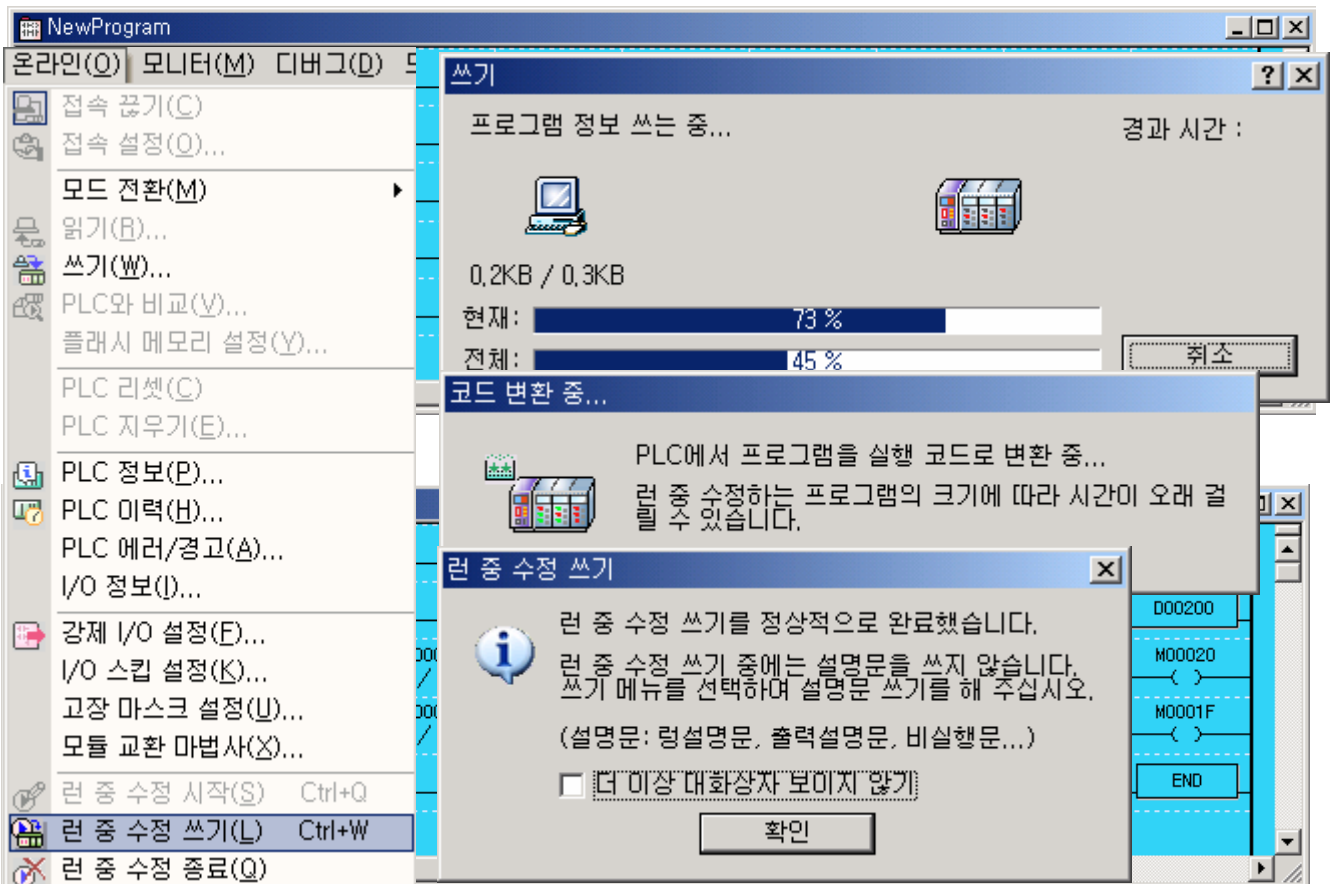 NewProgram
온라인(O) 모니터(M) 디버그(D)
접속 끊기(C)
접속 설정(O)...
모드 전환(M)
읽기(R)...
쓰기(W)...
PLC와 비교(V)...
플래시 메모리 설정(Y)...
PLC 리셋(C)
PLC 지우기(E)...
PLC 정보(P)...
PLC 이력(H)...
PLC 에러/경고(A)...
I/O 정보(I)...
강제 I/O 설정(F)...
I/O 스킵 설정(K)...
고장 마스크 설정(U)...
모듈 교환 마법사(X)...
런 중 수정 시작(S) Ctrl+Q
런 중 수정 쓰기(L) Ctrl+W
런 중 수정 종료(Q)
쓰기
프로그램 정보 쓰는 중...
경과 시간 :
0.2KB / 0.3KB
현재: 73 %
전체: 45 %
취소
코드 변환 중...
PLC에서 프로그램을 실행 코드로 변환 중...
런 중 수정하는 프로그램의 크기에 따라 시간이 오래 걸
릴 수 있습니다.
런 중 수정 쓰기
런 중 수정 쓰기를 정상적으로 완료했습니다.
런 중 수정 쓰기 중에는 설명문을 쓰지 않습니다.
쓰기 메뉴를 선택하여 설명문 쓰기를 해 주십시오.
(설명문: 렁설명문, 출력설명문, 비실행문...)
더 이상 대화상자 보이지 않기
확인
D00200
M00020
M0001F
END